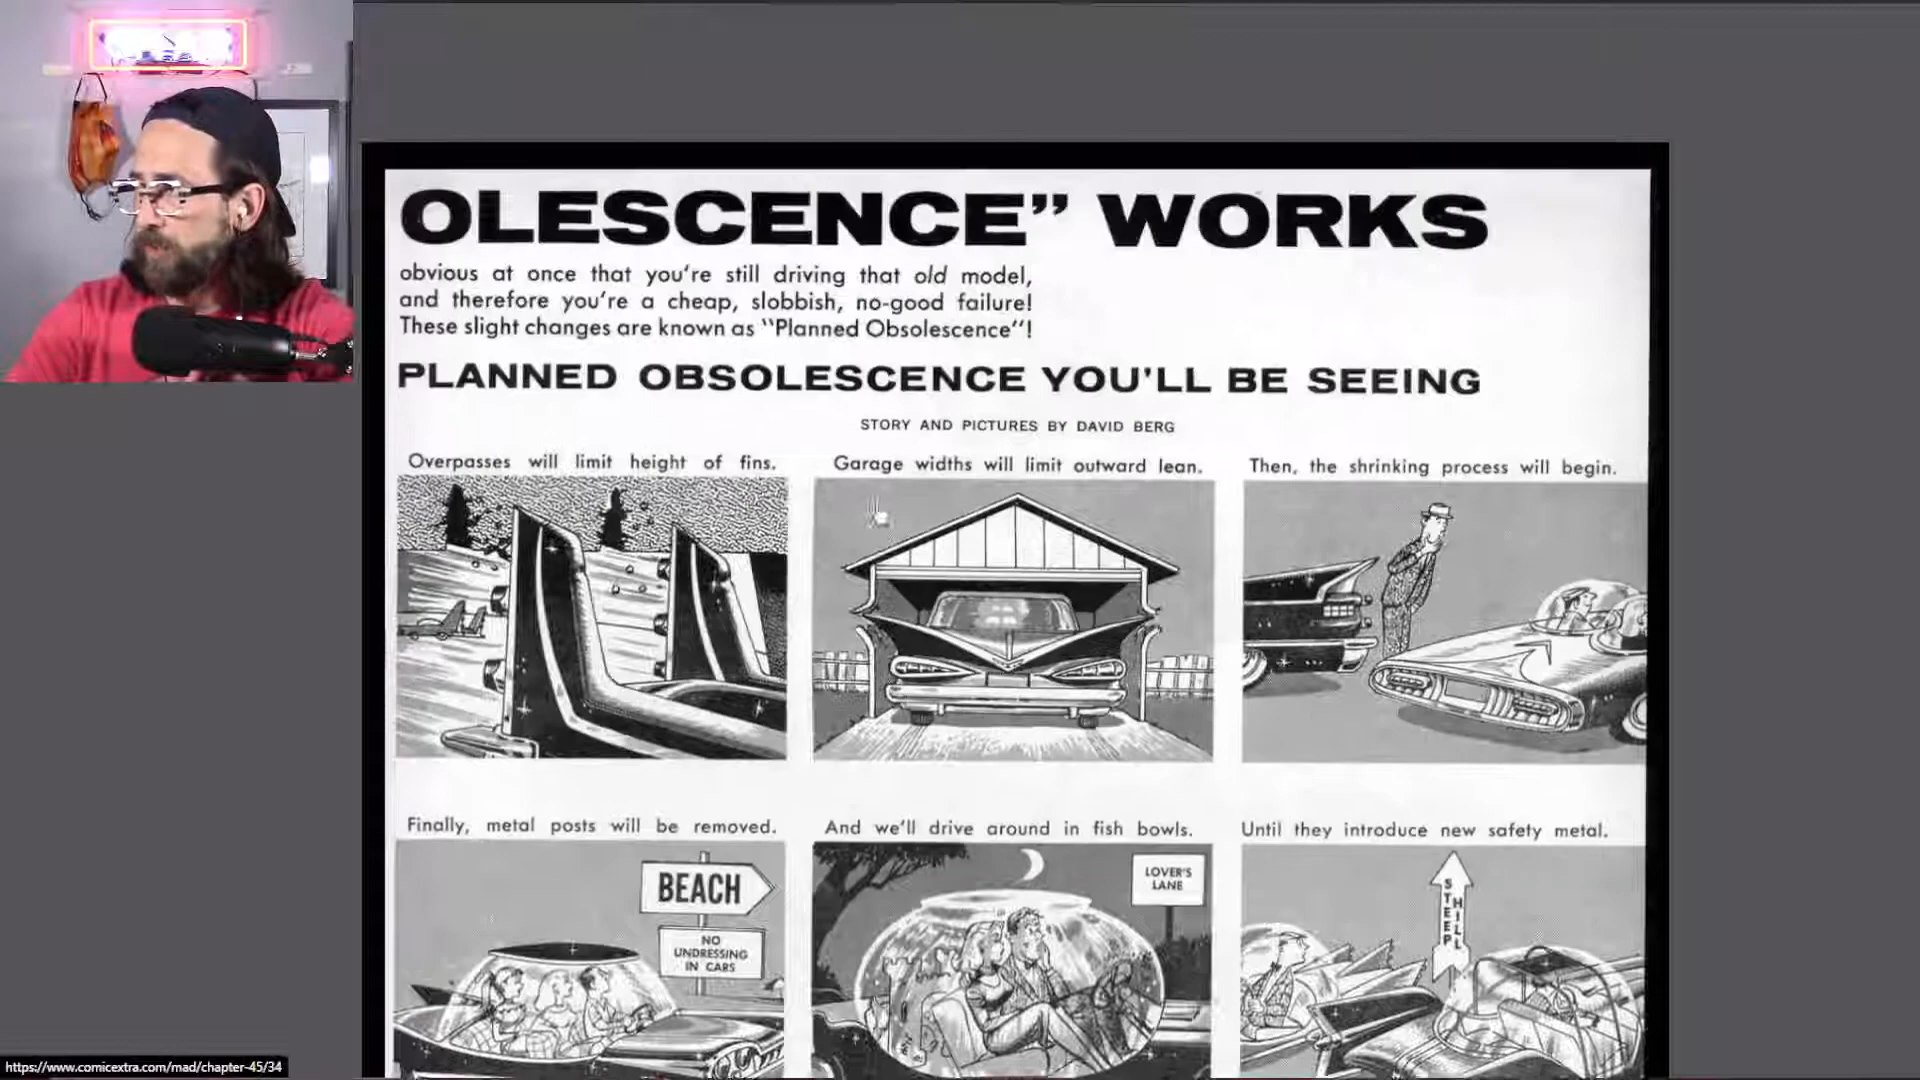 OLESCENCE” WORKS
obvious at once that you're still driving that old model,
and therefore you're a cheap, slobbish, no-good failure!
These slight changes are known as "Planned Obsolescence"!
PLANNED OBSOLESCENCE YOU'LL BE SEEING
STORY AND PICTURES BY DAVID BERG
Overpasses will limit height of fins.
Garage widths will limit outward lean.
Then, the shrinking process will begin.
Finally, metal posts will be removed.
And we'll drive around in fish bowls.
Until they introduce new safety metal.
BEACH
NO
UNDRESSING
IN CARS
LOVER'S
LANE
STEEP
HILL
https://www.comicextra.com/mad/chapter-45/34